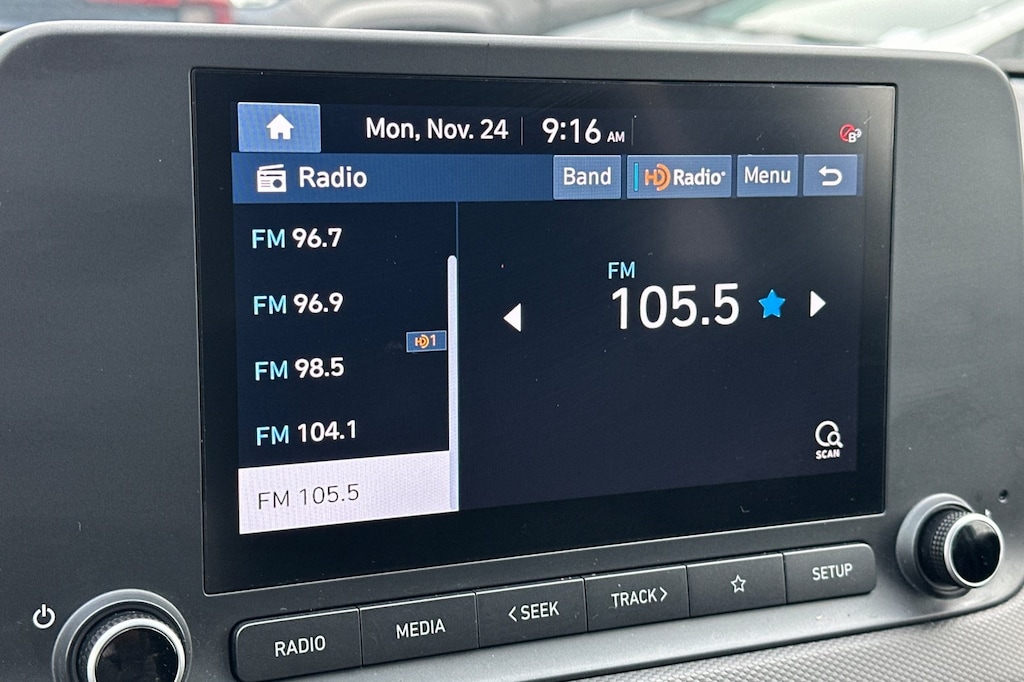 Mon, Nov. 24 9:16 AM
B
Radio Band HD Radio Menu
FM 96.7
FM 96.9
HD1
FM 98.5
FM 104.1
FM 105.5
FM
105.5
SCAN
RADIO MEDIA <SEEK TRACK> SETUP